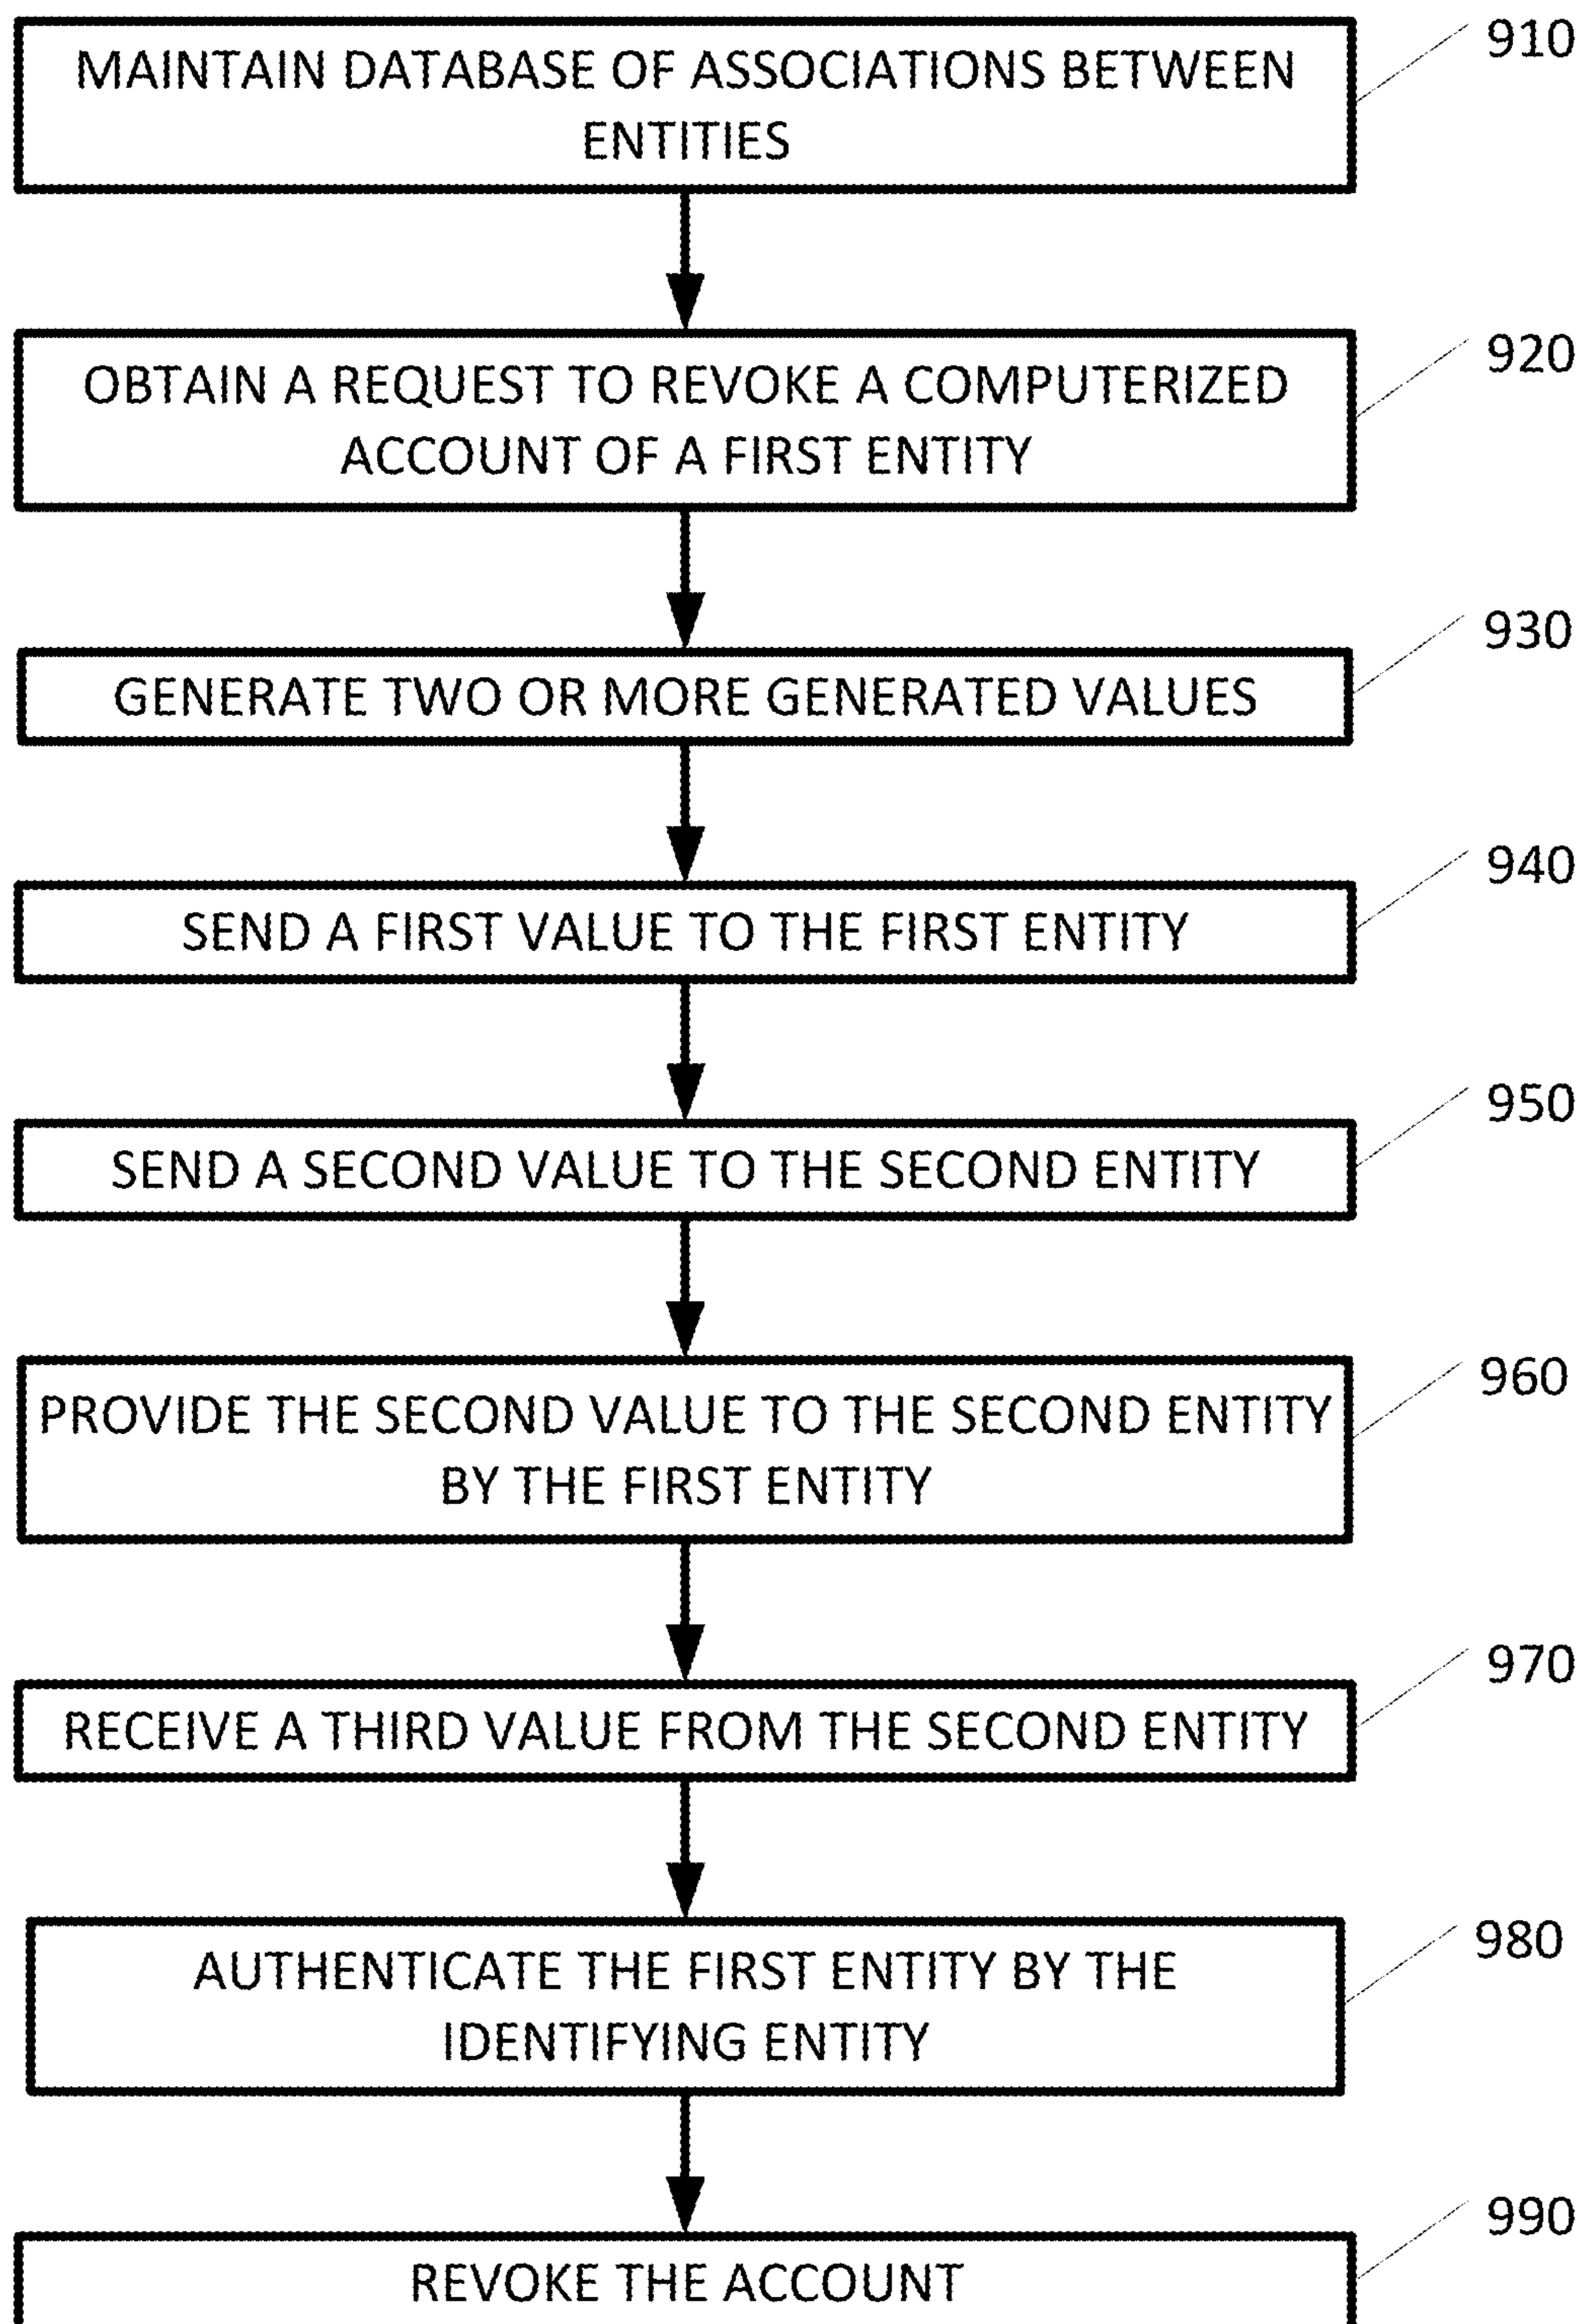 MAINTAIN DATABASE OF ASSOCIATIONS BETWEEN
ENTITIES
910
OBTAIN A REQUEST TO REVOKE A COMPUTERIZED
ACCOUNT OF A FIRST ENTITY
920
GENERATE TWO OR MORE GENERATED VALUES
930
SEND A FIRST VALUE TO THE FIRST ENTITY
940
SEND A SECOND VALUE TO THE SECOND ENTITY
950
PROVIDE THE SECOND VALUE TO THE SECOND ENTITY
BY THE FIRST ENTITY
960
RECEIVE A THIRD VALUE FROM THE SECOND ENTITY
970
AUTHENTICATE THE FIRST ENTITY BY THE
IDENTIFYING ENTITY
980
REVOKE THE ACCOUNT
990